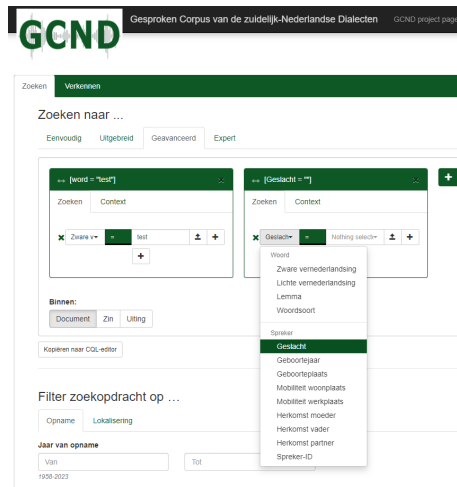 GCND
Gesproken Corpus van de zuidelijk-Nederlandse Dialecten
GCND project page
Zoeken Verkennen
Zoeken naar ...
Eenvoudig Uitgebreid Geavanceerd Expert
[word = "test"]
[Geslacht = ""]
Zoeken Context
Zoeken Context
Zware v = test
Geslach = Nothing selecte
Woord
Zware vernederlandsing
Lichte vernederlandsing
Lemma
Woordsoort
Spreker
Geslacht
Geboortejaar
Geboorteplaats
Mobiliteit woonplaats
Mobiliteit werkplaats
Herkomst moeder
Herkomst vader
Herkomst partner
Spreker-ID
Binnen:
Document Zin Uiting
Kopiëren naar CQL-editor
Filter zoekopdracht op ...
Opname Lokalisering
Jaar van opname
Van Tot
1958-2023